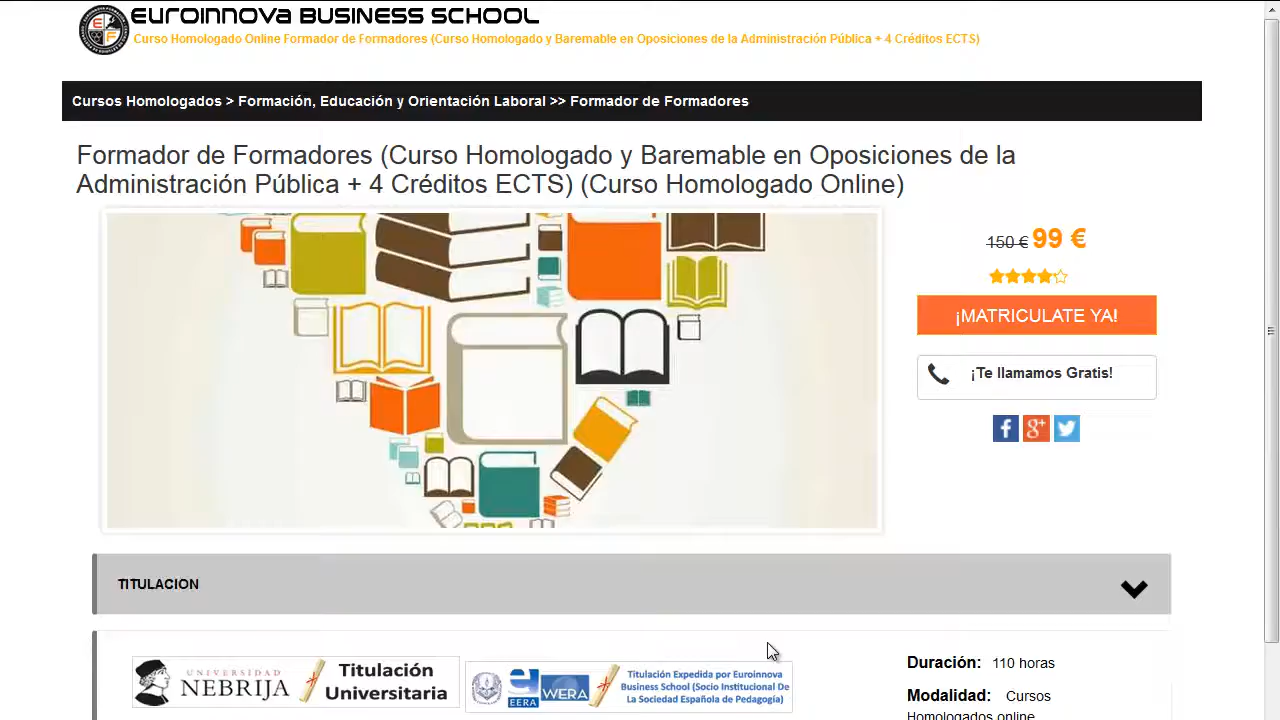 EUROINNOVA BUSINESS SCHOOL
Curso Homologado Online Formador de Formadores (Curso Homologado y Baremable en Oposiciones de la Administración Pública + 4 Créditos ECTS)
Cursos Homologados > Formación, Educación y Orientación Laboral >> Formador de Formadores
Formador de Formadores (Curso Homologado y Baremable en Oposiciones de la
Administración Pública + 4 Créditos ECTS) (Curso Homologado Online)
150 € 99 €
¡MATRICULATE YA!
¡Te llamamos Gratis!
TITULACION
UNIVERSIDAD
NEBRIJA
Titulación
Universitaria
EERA
WERA
Titulación Expedida por Euroinnova
Business School (Socio Institucional De
La Sociedad Española de Pedagogía)
Duración: 110 horas
Modalidad: Cursos
Homologados online